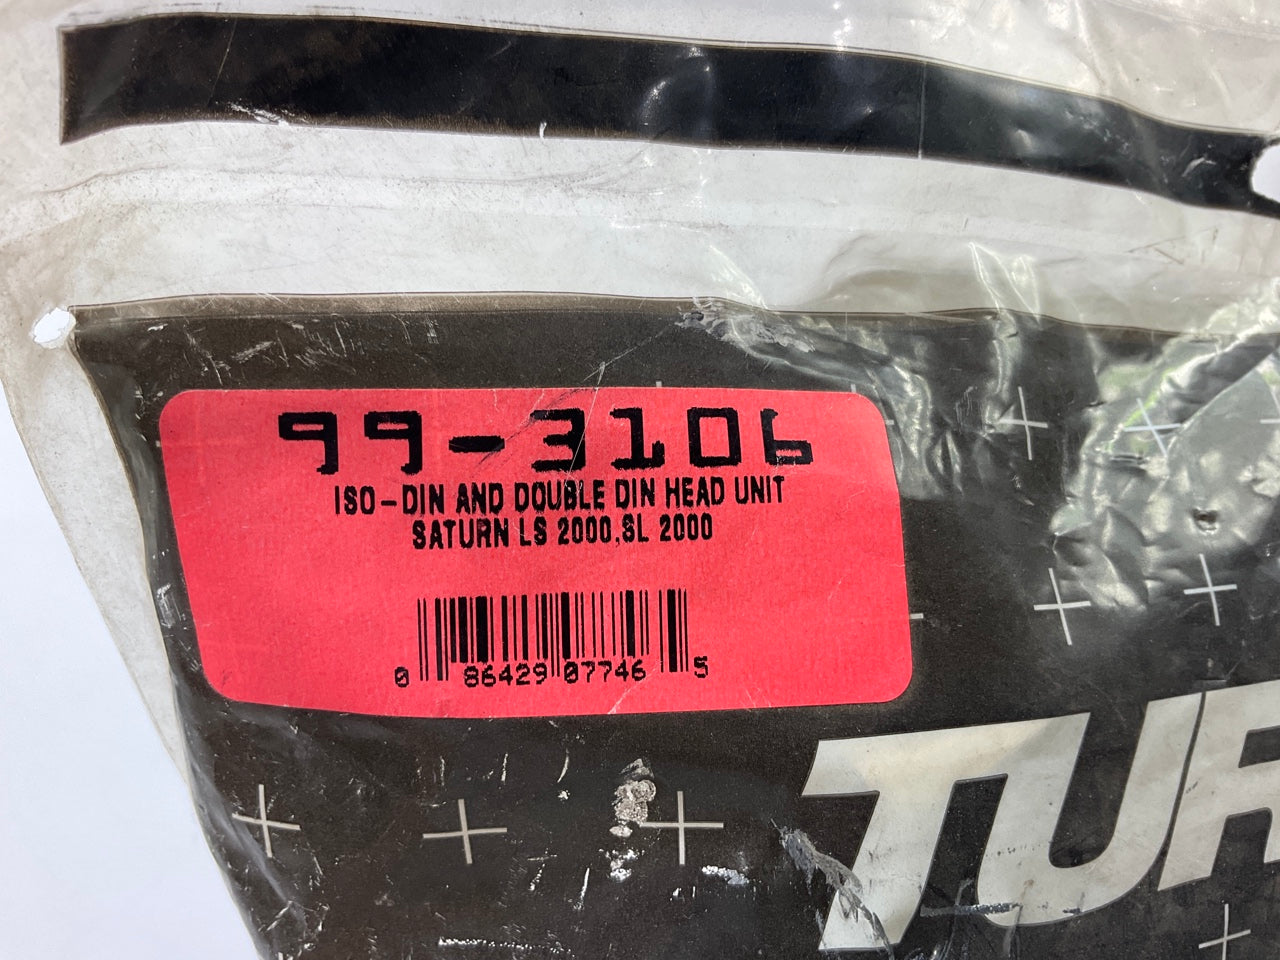 99-3106
ISO-DIN AND DOUBLE DIN HEAD UNIT
SATURN LS 2000,SL 2000
0 86429 07746 5
TUR